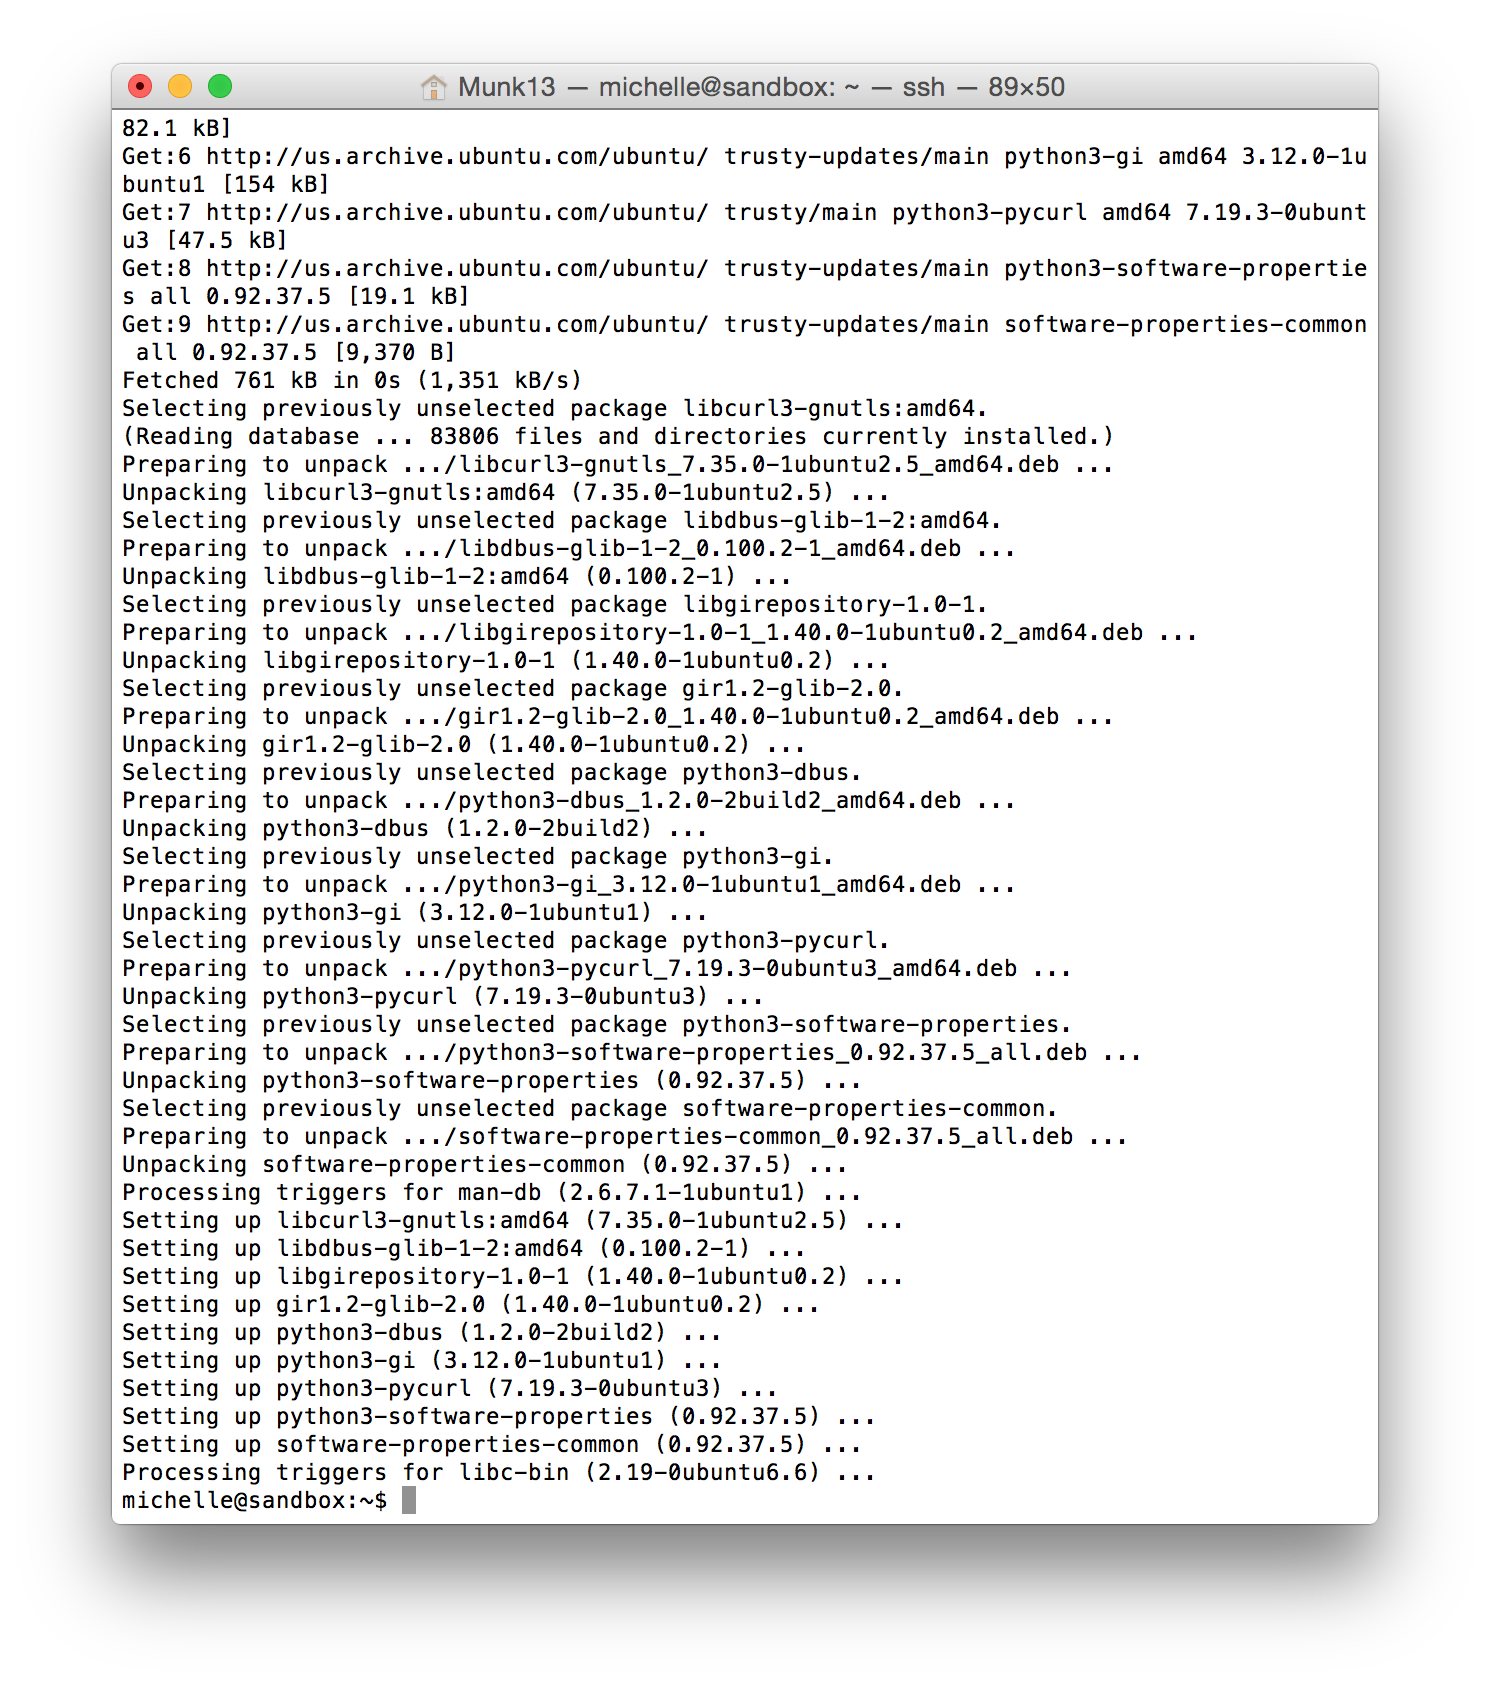 Munk13 — michelle@sandbox: ~ — ssh — 89×50
82.1 kB]
Get:6 http://us.archive.ubuntu.com/ubuntu/ trusty-updates/main python3-gi amd64 3.12.0-1u
buntu1 [154 kB]
Get:7 http://us.archive.ubuntu.com/ubuntu/ trusty/main python3-pycurl amd64 7.19.3-0ubunt
u3 [47.5 kB]
Get:8 http://us.archive.ubuntu.com/ubuntu/ trusty-updates/main python3-software-propertie
s all 0.92.37.5 [19.1 kB]
Get:9 http://us.archive.ubuntu.com/ubuntu/ trusty-updates/main software-properties-common
 all 0.92.37.5 [9,370 B]
Fetched 761 kB in 0s (1,351 kB/s)
Selecting previously unselected package libcurl3-gnutls:amd64.
(Reading database ... 83806 files and directories currently installed.)
Preparing to unpack .../libcurl3-gnutls_7.35.0-1ubuntu2.5_amd64.deb ...
Unpacking libcurl3-gnutls:amd64 (7.35.0-1ubuntu2.5) ...
Selecting previously unselected package libdbus-glib-1-2:amd64.
Preparing to unpack .../libdbus-glib-1-2_0.100.2-1_amd64.deb ...
Unpacking libdbus-glib-1-2:amd64 (0.100.2-1) ...
Selecting previously unselected package libgirepository-1.0-1.
Preparing to unpack .../libgirepository-1.0-1_1.40.0-1ubuntu0.2_amd64.deb ...
Unpacking libgirepository-1.0-1 (1.40.0-1ubuntu0.2) ...
Selecting previously unselected package gir1.2-glib-2.0.
Preparing to unpack .../gir1.2-glib-2.0_1.40.0-1ubuntu0.2_amd64.deb ...
Unpacking gir1.2-glib-2.0 (1.40.0-1ubuntu0.2) ...
Selecting previously unselected package python3-dbus.
Preparing to unpack .../python3-dbus_1.2.0-2build2_amd64.deb ...
Unpacking python3-dbus (1.2.0-2build2) ...
Selecting previously unselected package python3-gi.
Preparing to unpack .../python3-gi_3.12.0-1ubuntu1_amd64.deb ...
Unpacking python3-gi (3.12.0-1ubuntu1) ...
Selecting previously unselected package python3-pycurl.
Preparing to unpack .../python3-pycurl_7.19.3-0ubuntu3_amd64.deb ...
Unpacking python3-pycurl (7.19.3-0ubuntu3) ...
Selecting previously unselected package python3-software-properties.
Preparing to unpack .../python3-software-properties_0.92.37.5_all.deb ...
Unpacking python3-software-properties (0.92.37.5) ...
Selecting previously unselected package software-properties-common.
Preparing to unpack .../software-properties-common_0.92.37.5_all.deb ...
Unpacking software-properties-common (0.92.37.5) ...
Processing triggers for man-db (2.6.7.1-1ubuntu1) ...
Setting up libcurl3-gnutls:amd64 (7.35.0-1ubuntu2.5) ...
Setting up libdbus-glib-1-2:amd64 (0.100.2-1) ...
Setting up libgirepository-1.0-1 (1.40.0-1ubuntu0.2) ...
Setting up gir1.2-glib-2.0 (1.40.0-1ubuntu0.2) ...
Setting up python3-dbus (1.2.0-2build2) ...
Setting up python3-gi (3.12.0-1ubuntu1) ...
Setting up python3-pycurl (7.19.3-0ubuntu3) ...
Setting up python3-software-properties (0.92.37.5) ...
Setting up software-properties-common (0.92.37.5) ...
Processing triggers for libc-bin (2.19-0ubuntu6.6) ...
michelle@sandbox:~$